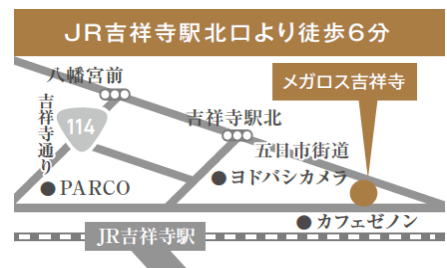 JR吉祥寺駅北口より徒歩6分
八幡宮前
メガロス吉祥寺
吉祥寺通り
114
吉祥寺駅北
五日市街道
●PARCO
●ヨドバシカメラ
●カフェゼノン
JR吉祥寺駅